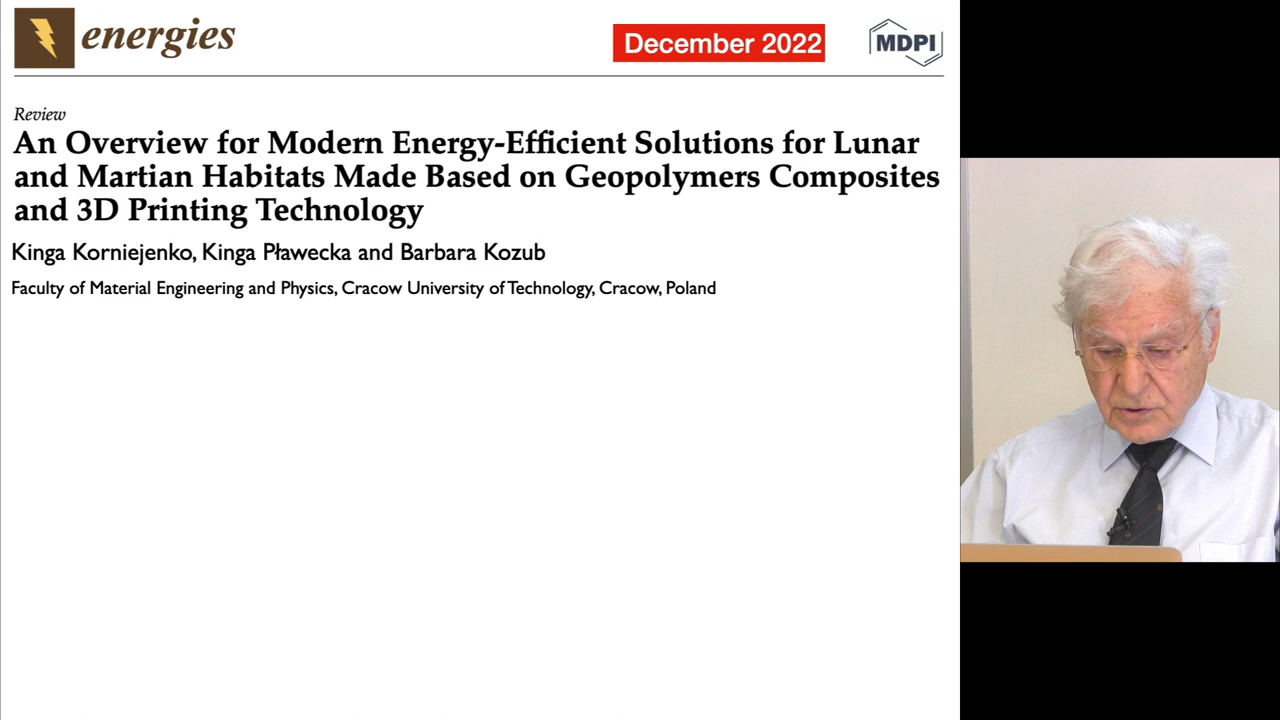 energies
December 2022
MDPI
Review
An Overview for Modern Energy-Efficient Solutions for Lunar
and Martian Habitats Made Based on Geopolymers Composites
and 3D Printing Technology
Kinga Korniejenko, Kinga Pławecka and Barbara Kozub
Faculty of Material Engineering and Physics, Cracow University of Technology, Cracow, Poland